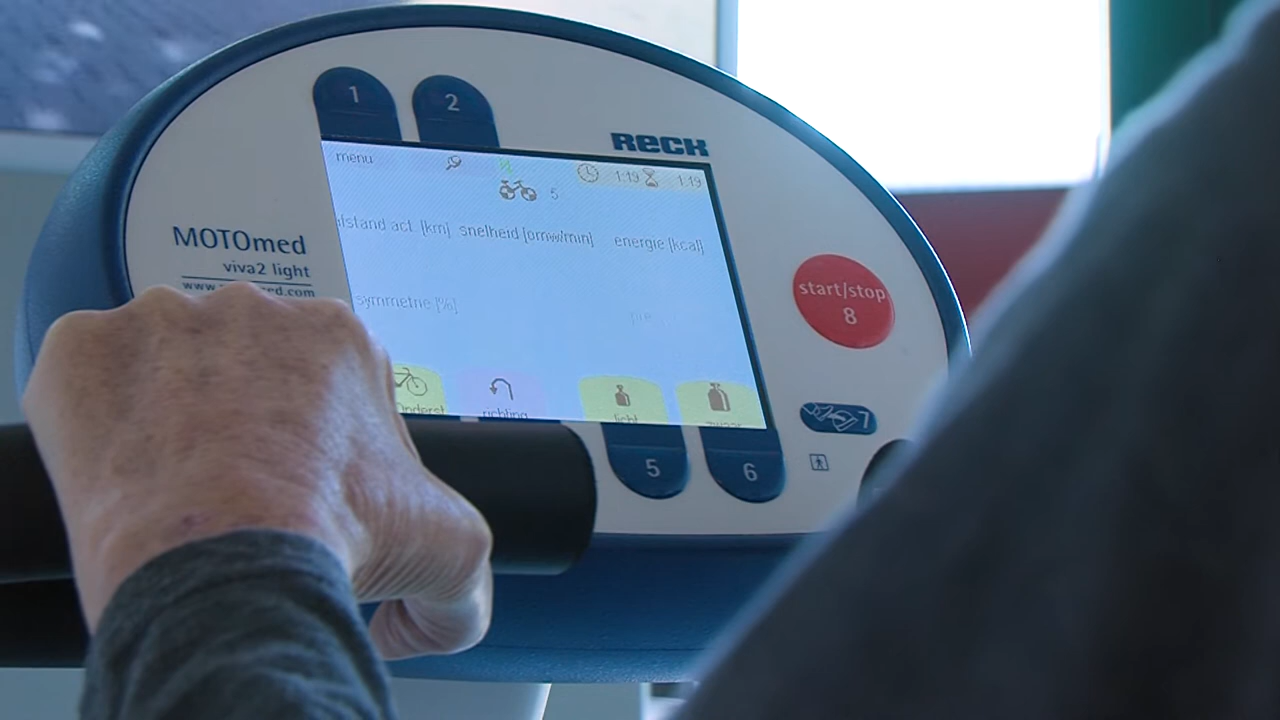 1
2
RECK
menu
1:19
1:19
5
afstand act. [km] snelheid [omw/min] energie [kcal]
MOTOmed
viva2 light
symmetrie [%]
start/stop
8
richting
licht
7
5
6